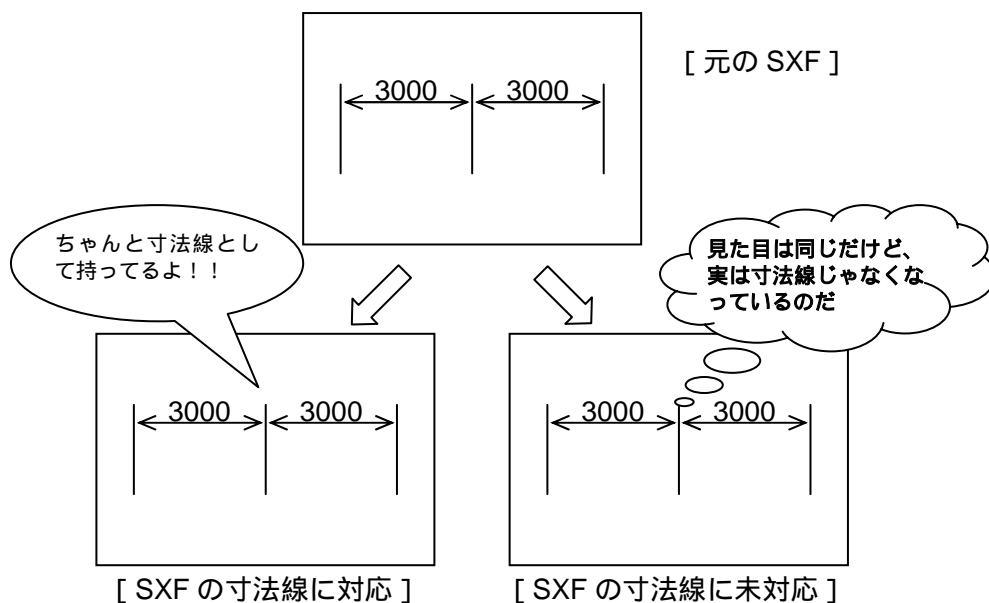 [ 元の SXF ]
3000 3000
ちゃんと寸法線とし
て持ってるよ！！
見た目は同じだけど、
実は寸法線じゃなくな
っているのだ
3000 3000
3000 3000
[ SXF の寸法線に対応 ]
[ SXF の寸法線に未対応 ]